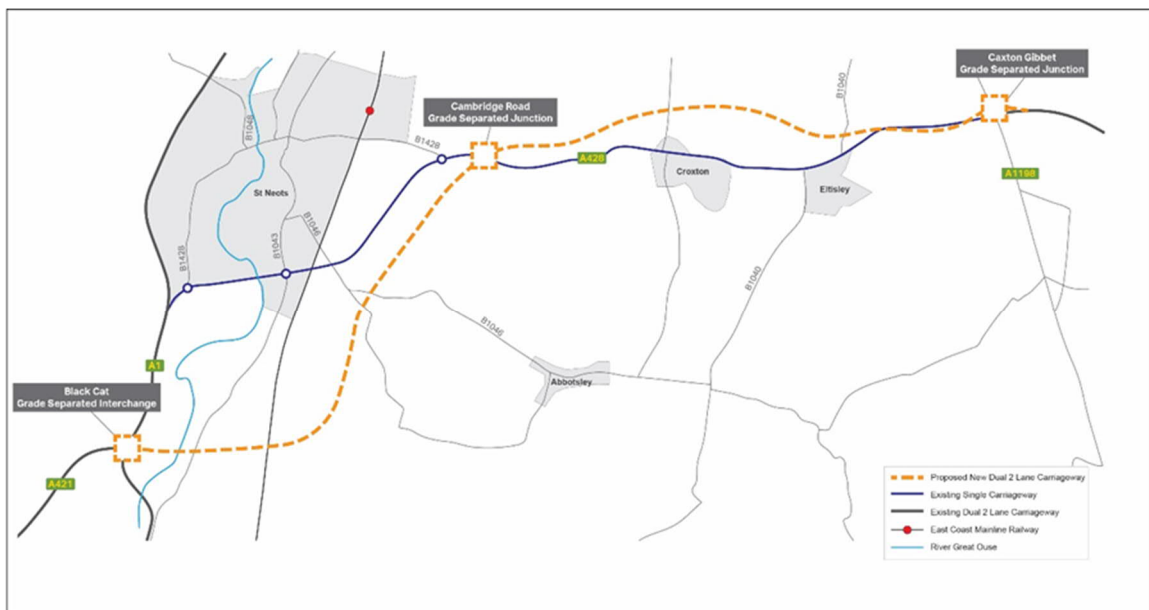 Caxton Gibbet
Grade Separated Junction
Cambridge Road
Grade Separated Junction
B1040
B1046
B1428
A428
Croxton
Eltisley
A1198
St Neots
B1046
B1043
B1428
B1040
B1046
A1
Abbotsley
Black Cat
Grade Separated Interchange
A421
Proposed New Dual 2 Lane Carriageway
Existing Single Carriageway
Existing Dual 2 Lane Carriageway
East Coast Mainline Railway
River Great Ouse